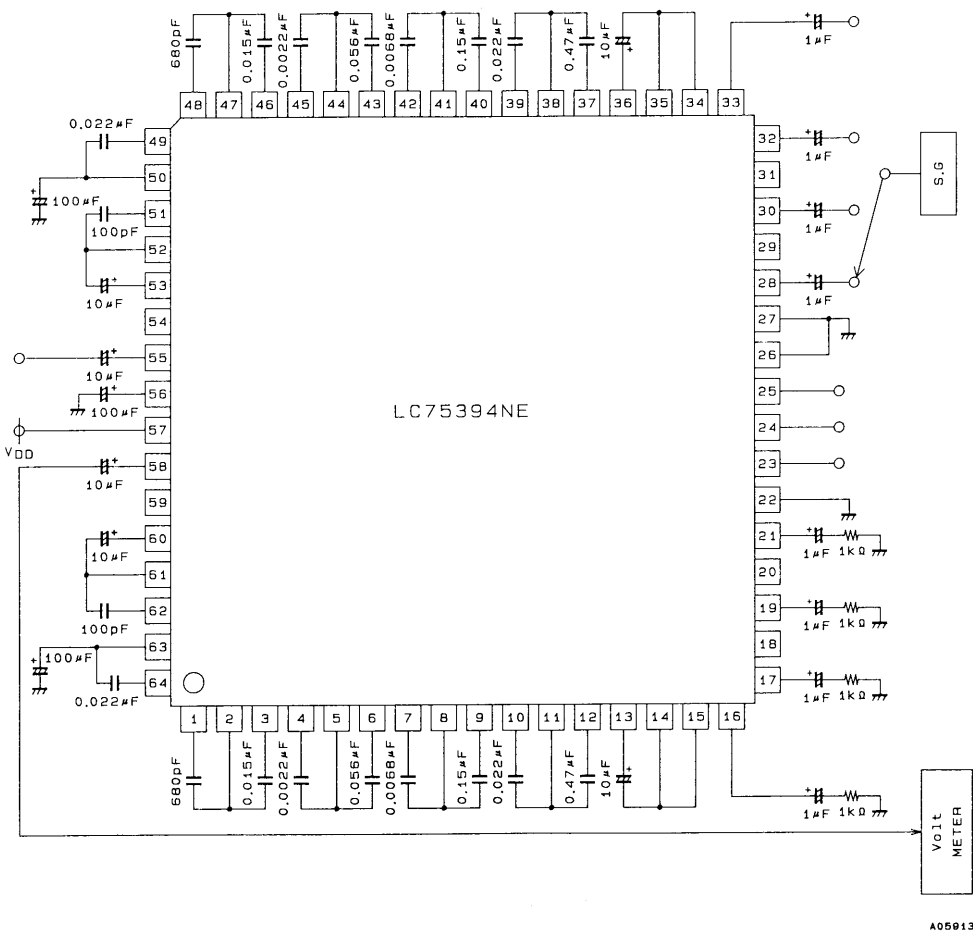 680pF
0.015μF
0.0022μF
0.056μF
0.0068μF
0.15μF
0.022μF
0.47μF
10μF
+
+
1μF
48 47 46 45 44 43 42 41 40 39 38 37 36 35 34 33
0.022μF
49
50
+
100μF
51
100pF
52
+
53
10μF
54
+
55
10μF
+
56
100μF
57
VDD
+
58
10μF
59
+
60
10μF
61
62
100pF
63
+
100μF
64
0.022μF
LC75394NE
32
+
1μF
31
S.G
30
+
1μF
29
28
+
1μF
27
26
25
24
23
22
21
+
1μF 1kΩ
20
19
+
1μF 1kΩ
18
17
+
1μF 1kΩ
1 2 3 4 5 6 7 8 9 10 11 12 13 14 15 16
680pF
0.015μF
0.0022μF
0.056μF
0.0068μF
0.15μF
0.022μF
0.47μF
10μF
+
+
1μF 1kΩ
Volt
METER
A05913